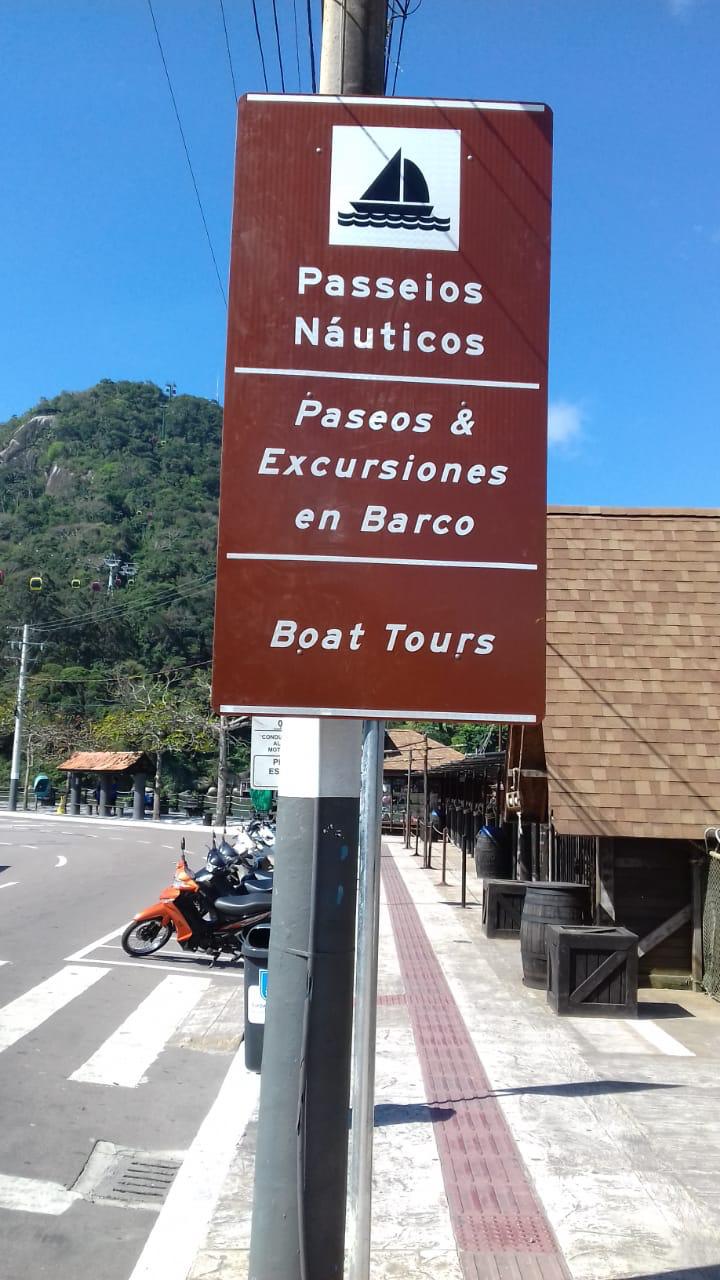 Passeios
Náuticos
Paseos &
Excursiones
en Barco
Boat Tours